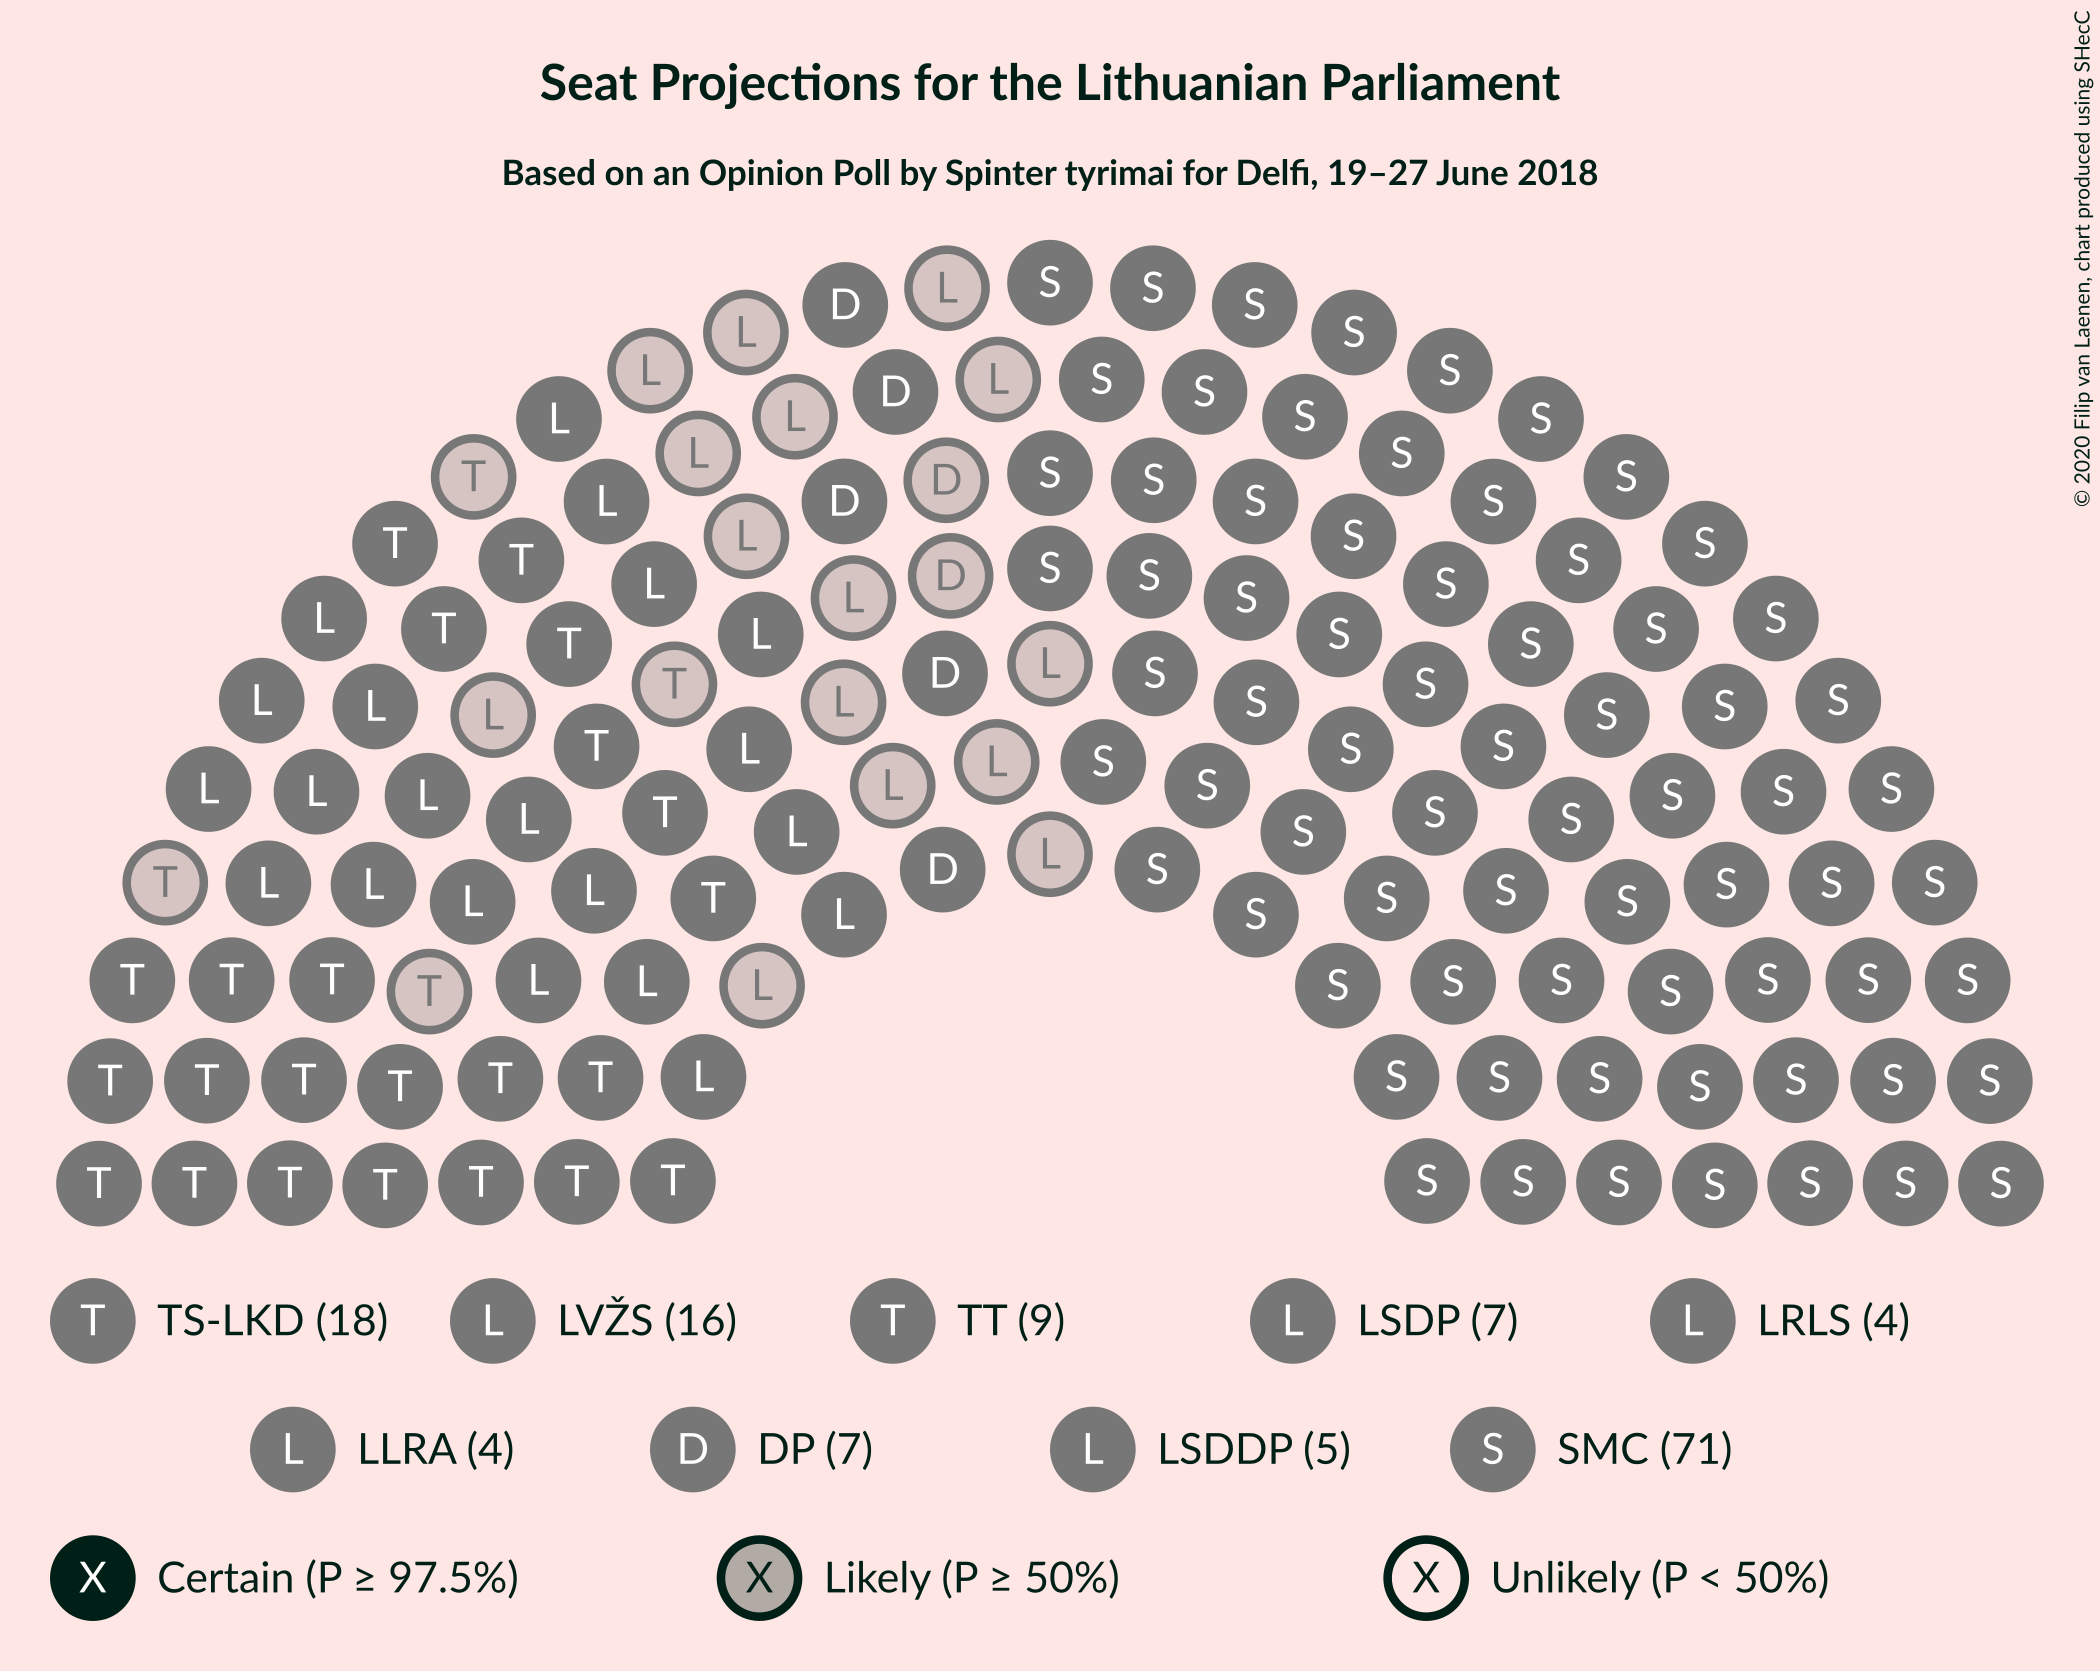 Seat Projections for the Lithuanian Parliament
Based on an Opinion Poll by Spinter tyrimai for Delfi, 19–27 June 2018
© 2020 Filip van Laenen, chart produced using SHecC
D L S S S
L S
L D L S S S
L L S S
T L D S S S S
L D S S
T L S S
T D S S S
L L S S
L T T L S S S S
T D L S S
L L L L S S S S
T L S S
L L L L L S S S S S
L T L S S S
T L L L L T L D L S S S S S S S S
T T T T L L L S S S S S S S
T T T T T T L S S S S S S S
T T T T T T T S S S S S S S
T TS-LKD (18) L LVŽS (16) T TT (9) L LSDP (7) L LRLS (4)
L LLRA (4) D DP (7) L LSDDP (5) S SMC (71)
X Certain (P ≥ 97.5%) X Likely (P ≥ 50%) X Unlikely (P < 50%)